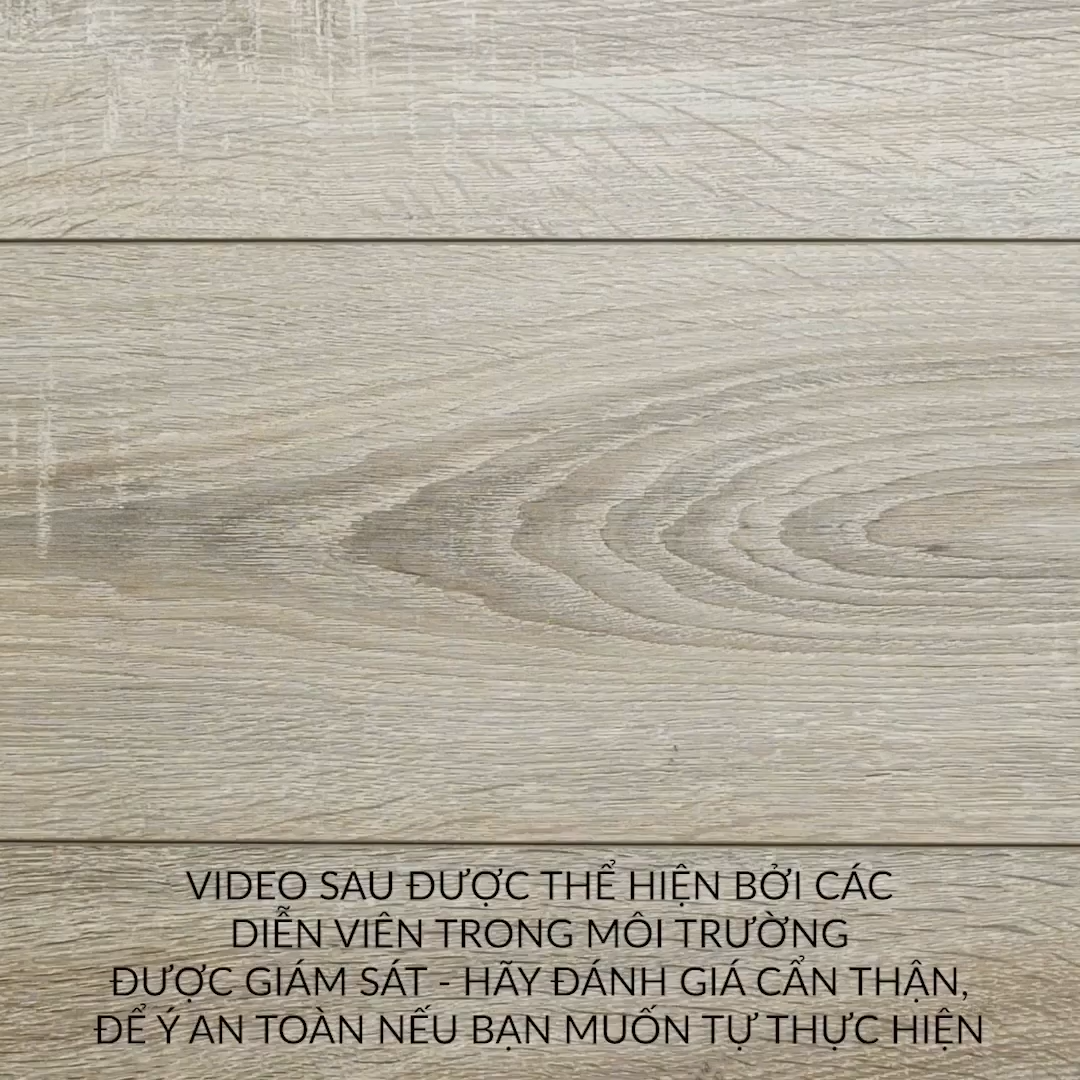 VIDEO SAU ĐƯỢC THỂ HIỆN BỞI CÁC
DIỄN VIÊN TRONG MÔI TRƯỜNG
ĐƯỢC GIÁM SÁT - HÃY ĐÁNH GIÁ CẨN THẬN,
ĐỂ Ý AN TOÀN NẾU BẠN MUỐN TỰ THỰC HIỆN